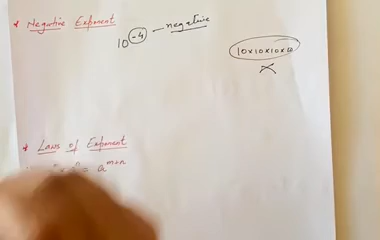 * Negative Exponent
10⁻⁴ — negative
10×10×10×10
×
* Laws of Exponent
= a^m+n